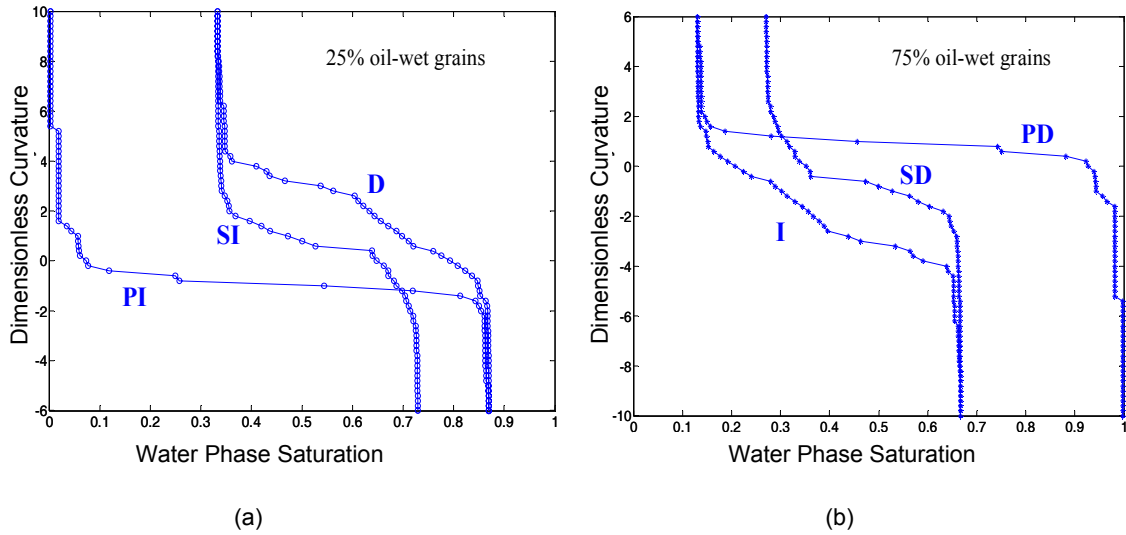 10
8
6
4
2
0
-2
-4
-6
0
0.1
0.2
0.3
0.4
0.5
0.6
0.7
0.8
0.9
1
Dimensionless Curvature
Water Phase Saturation
25% oil-wet grains
D
SI
PI
(a)
6
4
2
0
-2
-4
-6
-8
-10
0
0.1
0.2
0.3
0.4
0.5
0.6
0.7
0.8
0.9
1
Dimensionless Curvature
Water Phase Saturation
75% oil-wet grains
PD
SD
I
(b)